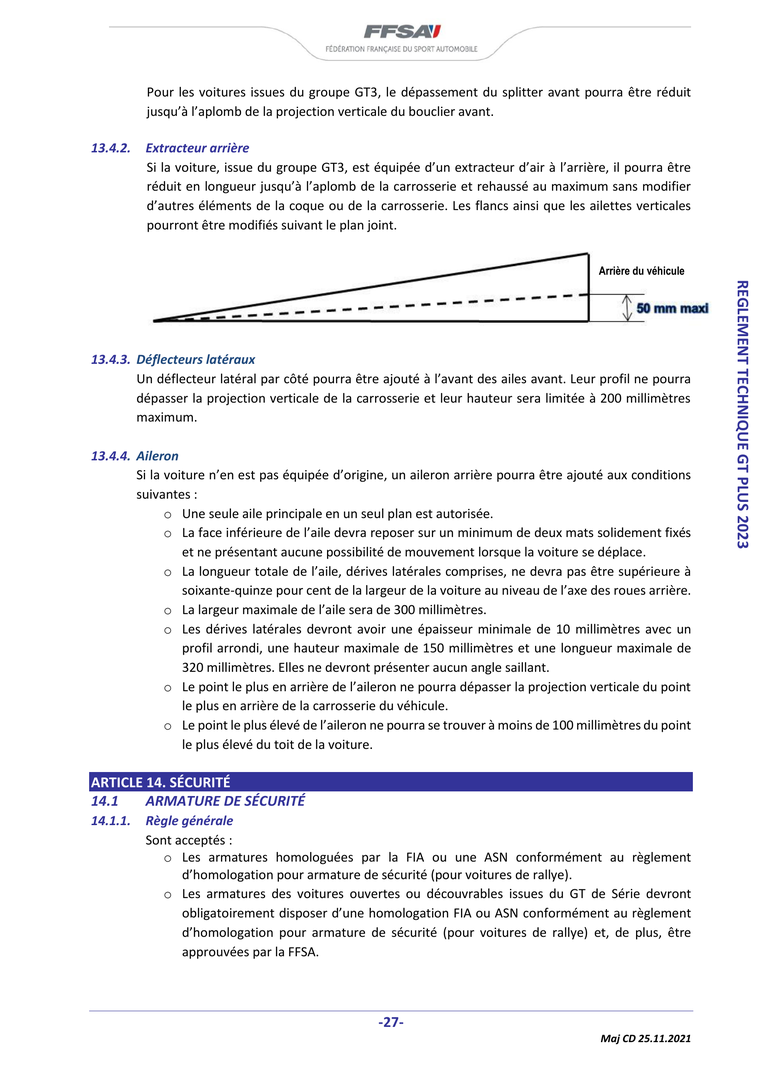 FFSA
FÉDÉRATION FRANÇAISE DU SPORT AUTOMOBILE
Pour les voitures issues du groupe GT3, le dépassement du splitter avant pourra être réduit
jusqu’à l’aplomb de la projection verticale du bouclier avant.
13.4.2. Extracteur arrière
Si la voiture, issue du groupe GT3, est équipée d’un extracteur d’air à l’arrière, il pourra être
réduit en longueur jusqu’à l’aplomb de la carrosserie et rehaussé au maximum sans modifier
d’autres éléments de la coque ou de la carrosserie. Les flancs ainsi que les ailettes verticales
pourront être modifiés suivant le plan joint.
Arrière du véhicule
50 mm maxi
13.4.3. Déflecteurs latéraux
Un déflecteur latéral par côté pourra être ajouté à l’avant des ailes avant. Leur profil ne pourra
dépasser la projection verticale de la carrosserie et leur hauteur sera limitée à 200 millimètres
maximum.
13.4.4. Aileron
Si la voiture n’en est pas équipée d’origine, un aileron arrière pourra être ajouté aux conditions
suivantes :
o Une seule aile principale en un seul plan est autorisée.
o La face inférieure de l’aile devra reposer sur un minimum de deux mats solidement fixés
et ne présentant aucune possibilité de mouvement lorsque la voiture se déplace.
o La longueur totale de l’aile, dérives latérales comprises, ne devra pas être supérieure à
soixante-quinze pour cent de la largeur de la voiture au niveau de l’axe des roues arrière.
o La largeur maximale de l’aile sera de 300 millimètres.
o Les dérives latérales devront avoir une épaisseur minimale de 10 millimètres avec un
profil arrondi, une hauteur maximale de 150 millimètres et une longueur maximale de
320 millimètres. Elles ne devront présenter aucun angle saillant.
o Le point le plus en arrière de l’aileron ne pourra dépasser la projection verticale du point
le plus en arrière de la carrosserie du véhicule.
o Le point le plus élevé de l’aileron ne pourra se trouver à moins de 100 millimètres du point
le plus élevé du toit de la voiture.
ARTICLE 14. SÉCURITÉ
14.1 ARMATURE DE SÉCURITÉ
14.1.1. Règle générale
Sont acceptés :
o Les armatures homologuées par la FIA ou une ASN conformément au règlement
d’homologation pour armature de sécurité (pour voitures de rallye).
o Les armatures des voitures ouvertes ou découvrables issues du GT de Série devront
obligatoirement disposer d’une homologation FIA ou ASN conformément au règlement
d’homologation pour armature de sécurité (pour voitures de rallye) et, de plus, être
approuvées par la FFSA.
REGLEMENT TECHNIQUE GT PLUS 2023
-27-
Maj CD 25.11.2021